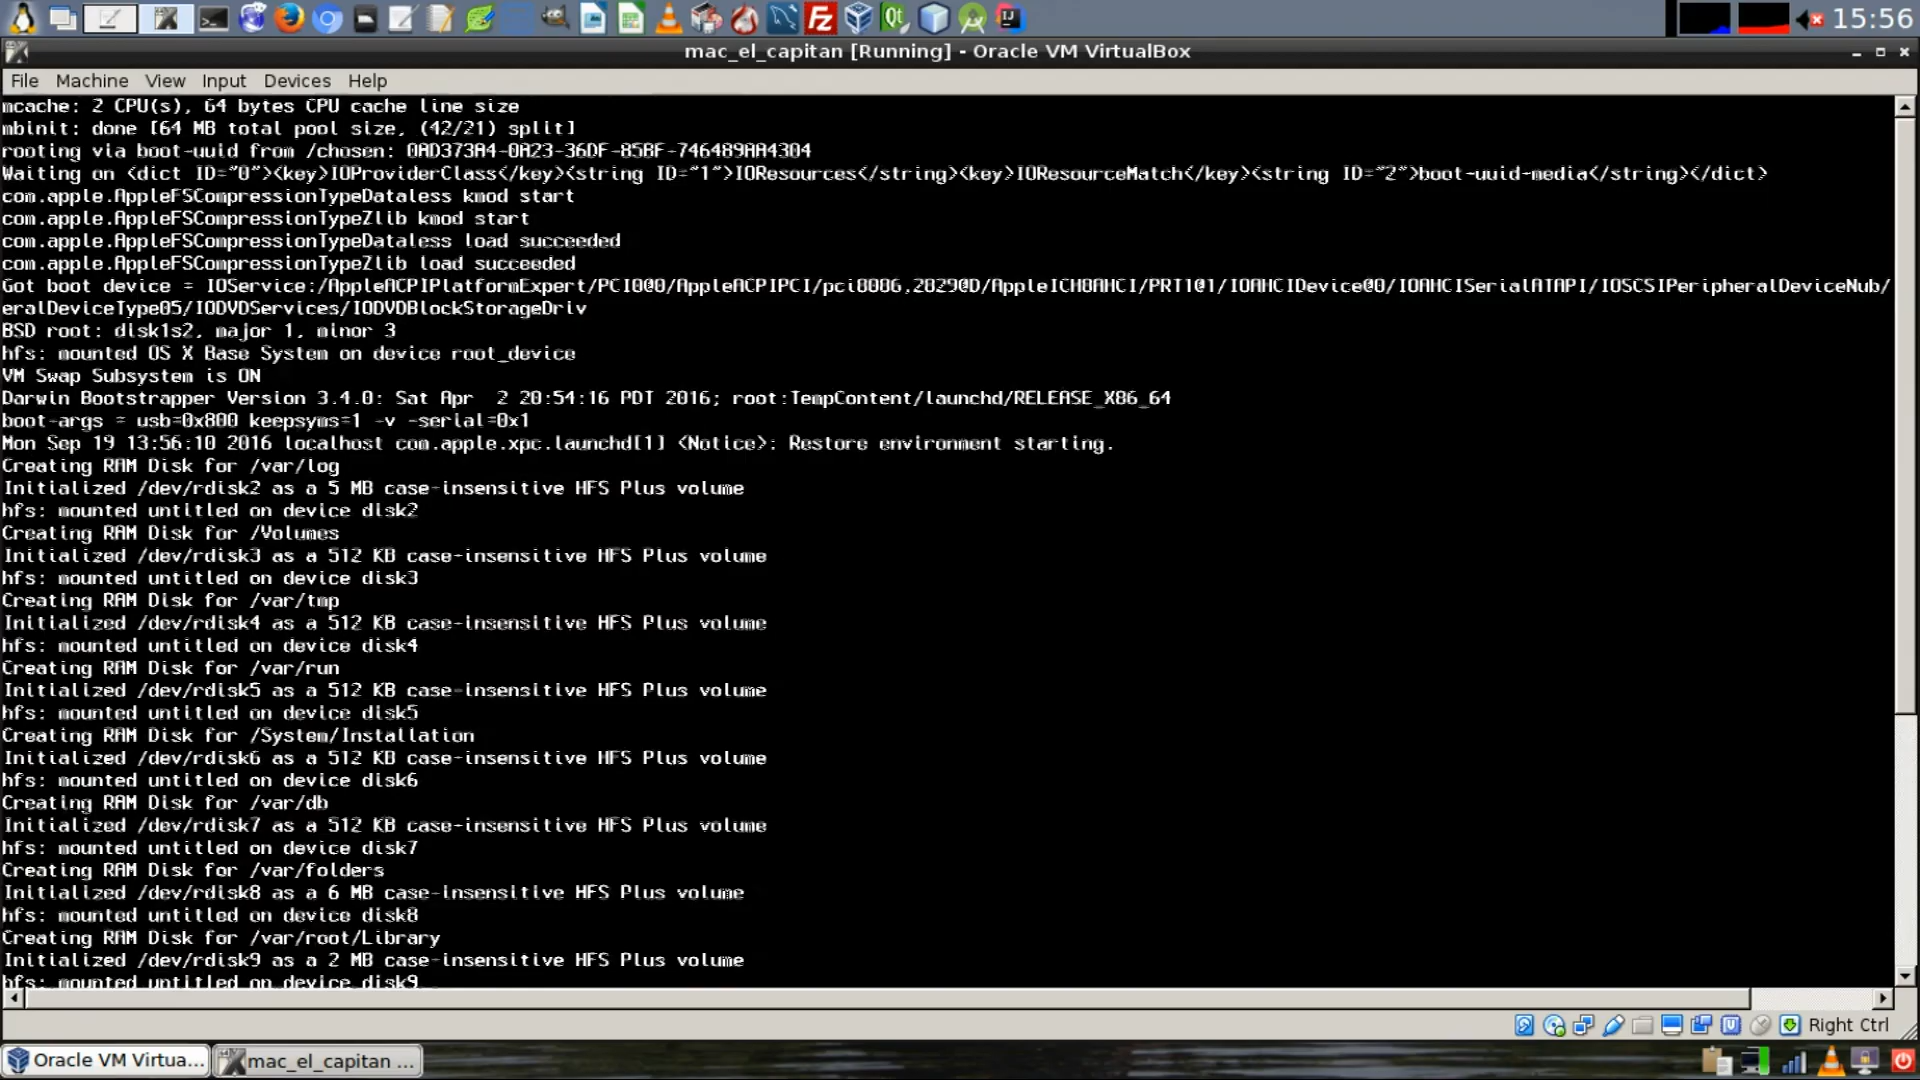 15:56
mac_el_capitan [Running] - Oracle VM VirtualBox
File Machine View Input Devices Help
mcache: 2 CPU(s), 64 bytes CPU cache line size
mbinit: done [64 MB total pool size, (42/21) split]
rooting via boot-uuid from /chosen: 0AD373A4-0A23-36DF-85BF-746489AA4304
Waiting on <dict ID="0"><key>IOProviderClass</key><string ID="1">IOResources</string><key>IOResourceMatch</key><string ID="2">boot-uuid-media</string></dict>
com.apple.AppleFSCompressionTypeDataless kmod start
com.apple.AppleFSCompressionTypeZlib kmod start
com.apple.AppleFSCompressionTypeDataless load succeeded
com.apple.AppleFSCompressionTypeZlib load succeeded
Got boot device = IOService:/AppleACPIPlatformExpert/PCI0@0/AppleACPIPCI/pci8086,2829@D/AppleICH8AHCI/PRT1@1/IOAHCIDevice@0/IOAHCISerialATAPI/IOSCSIPeripheralDeviceNub/
eralDeviceType05/IODVDServices/IODVDBlockStorageDriv
BSD root: disk1s2, major 1, minor 3
hfs: mounted OS X Base System on device root_device
VM Swap Subsystem is ON
Darwin Bootstrapper Version 3.4.0: Sat Apr  2 20:54:16 PDT 2016; root:TempContent/launchd/RELEASE_X86_64
boot-args = usb=0x800 keepsyms=1 -v -serial=0x1
Mon Sep 19 13:56:10 2016 localhost com.apple.xpc.launchd[1] <Notice>: Restore environment starting.
Creating RAM Disk for /var/log
Initialized /dev/rdisk2 as a 5 MB case-insensitive HFS Plus volume
hfs: mounted untitled on device disk2
Creating RAM Disk for /Volumes
Initialized /dev/rdisk3 as a 512 KB case-insensitive HFS Plus volume
hfs: mounted untitled on device disk3
Creating RAM Disk for /var/tmp
Initialized /dev/rdisk4 as a 512 KB case-insensitive HFS Plus volume
hfs: mounted untitled on device disk4
Creating RAM Disk for /var/run
Initialized /dev/rdisk5 as a 512 KB case-insensitive HFS Plus volume
hfs: mounted untitled on device disk5
Creating RAM Disk for /System/Installation
Initialized /dev/rdisk6 as a 512 KB case-insensitive HFS Plus volume
hfs: mounted untitled on device disk6
Creating RAM Disk for /var/db
Initialized /dev/rdisk7 as a 512 KB case-insensitive HFS Plus volume
hfs: mounted untitled on device disk7
Creating RAM Disk for /var/folders
Initialized /dev/rdisk8 as a 6 MB case-insensitive HFS Plus volume
hfs: mounted untitled on device disk8
Creating RAM Disk for /var/root/Library
Initialized /dev/rdisk9 as a 2 MB case-insensitive HFS Plus volume
hfs: mounted untitled on device disk9
Right Ctrl
Oracle VM Virtua... mac_el_capitan ...